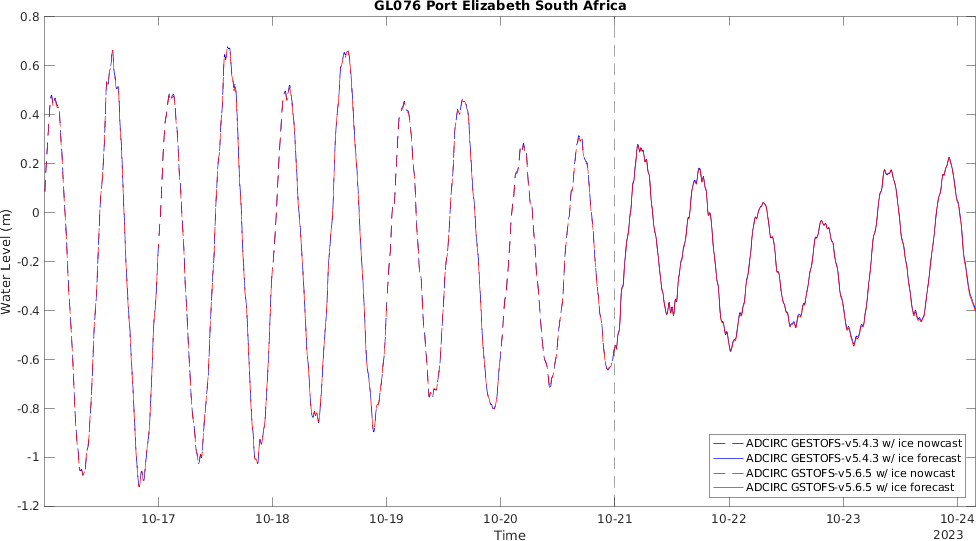 GL076 Port Elizabeth South Africa
0.8
0.6
0.4
0.2
0
-0.2
-0.4
-0.6
-0.8
-1
-1.2
Water Level (m)
10-17 10-18 10-19 10-20 10-21 10-22 10-23 10-24
Time
2023
ADCIRC GESTOFS-v5.4.3 w/ ice nowcast
ADCIRC GESTOFS-v5.4.3 w/ ice forecast
ADCIRC GSTOFS-v5.6.5 w/ ice nowcast
ADCIRC GSTOFS-v5.6.5 w/ ice forecast